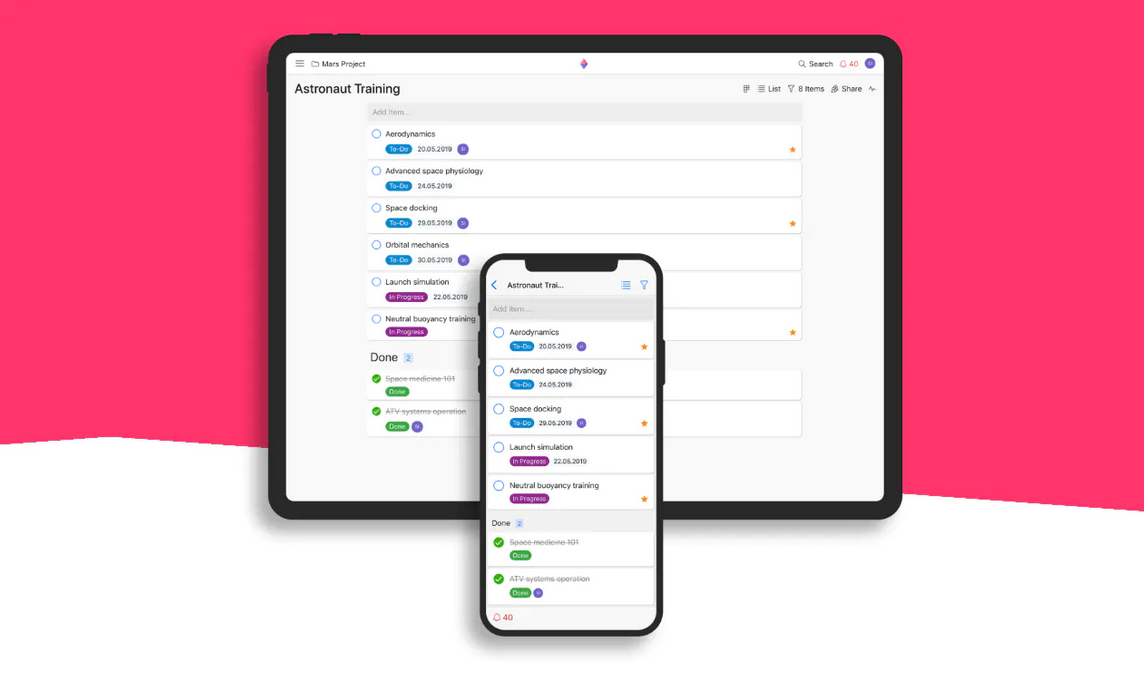 Mars Project
Search 40
Astronaut Training
List 8 Items Share
Add Item...
Aerodynamics
To-Do 20.05.2019
Advanced space physiology
To-Do 24.05.2019
Space docking
To-Do 29.05.2019
Orbital mechanics
To-Do 30.05.2019
Launch simulation
In Progress 22.05.2019
Neutral buoyancy training
In Progress
Done 2
Space medicine 101
Done
ATV systems operation
Done
Astronaut Trai...
Add Item...
Aerodynamics
To-Do 20.05.2019
Advanced space physiology
To-Do 24.05.2019
Space docking
To-Do 29.05.2019
Launch simulation
In Progress 22.05.2019
Neutral buoyancy training
In Progress
Done 2
Space medicine 101
Done
ATV systems operation
Done
40